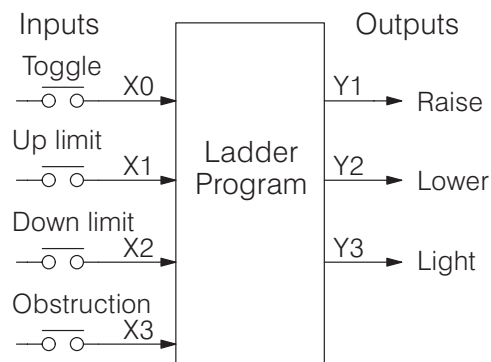 Inputs
Outputs
Toggle
X0
Y1
Raise
Up limit
X1
Ladder
Program
Y2
Lower
Down limit
X2
Y3
Light
Obstruction
X3